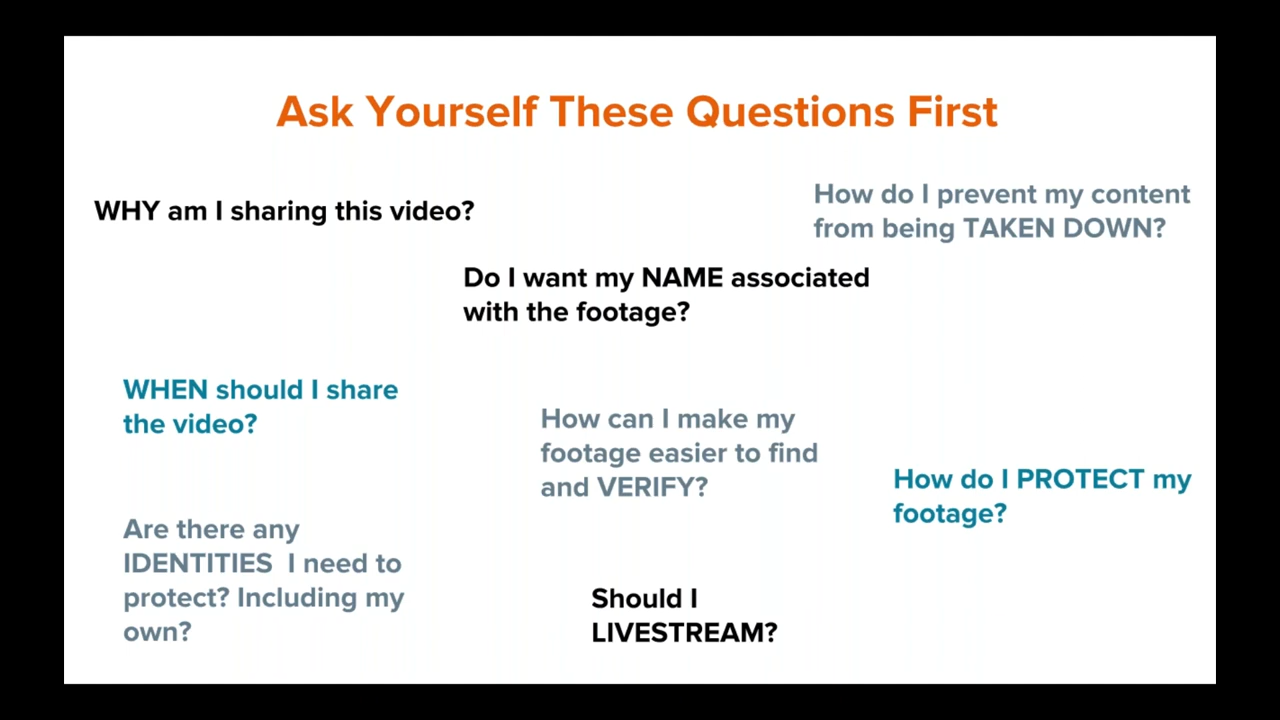 Ask Yourself These Questions First
WHY am I sharing this video?
How do I prevent my content
from being TAKEN DOWN?
Do I want my NAME associated
with the footage?
WHEN should I share
the video?
How can I make my
footage easier to find
and VERIFY?
How do I PROTECT my
footage?
Are there any
IDENTITIES  I need to
protect? Including my
own?
Should I
LIVESTREAM?